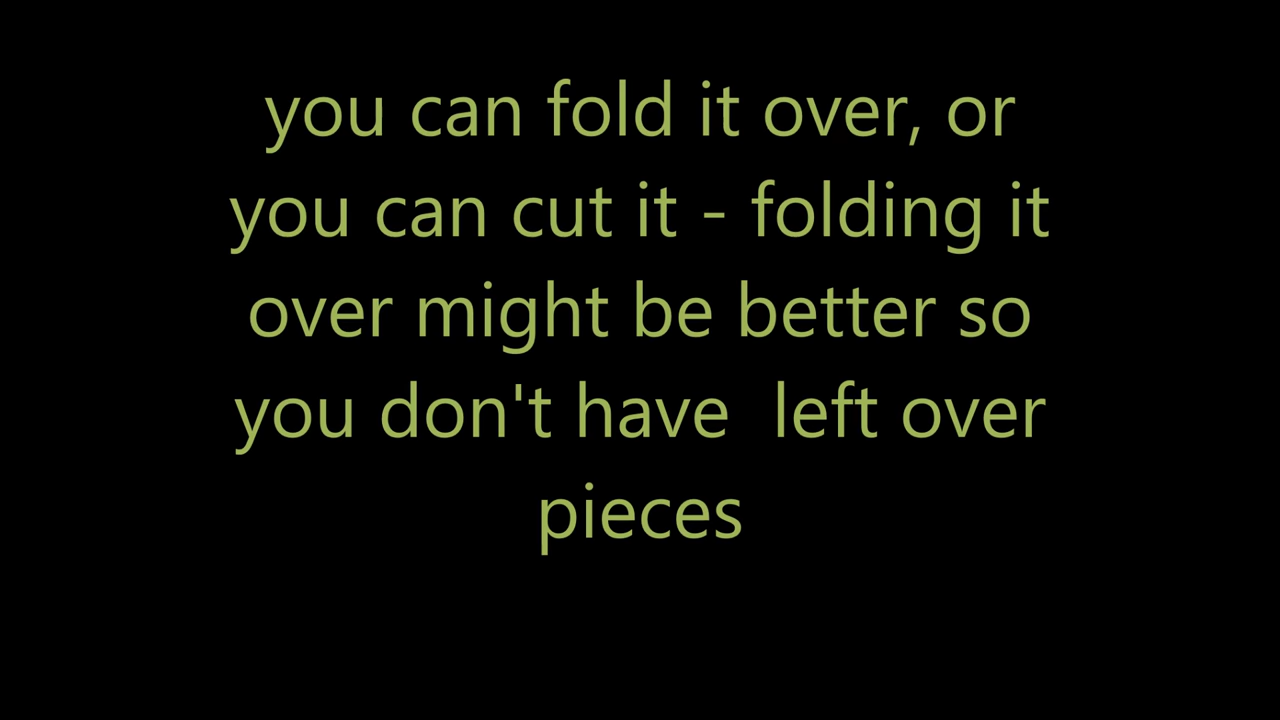 you can fold it over, or
you can cut it - folding it
over might be better so
you don't have  left over
pieces